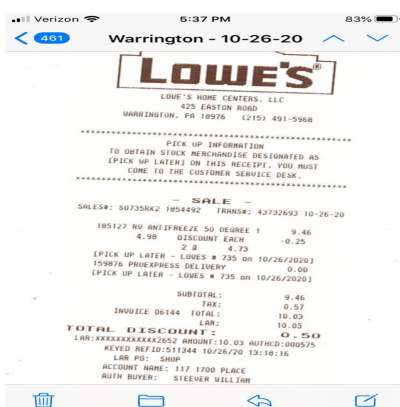 Verizon 5:37 PM 83%
461 Warrington - 10-26-20
LOWE'S
LOWE'S HOME CENTERS, LLC
425 EASTON ROAD
WARRINGTON, PA 18976 (215) 491-5960
PICK UP INFORMATION
TO OBTAIN STOCK MERCHANDISE DESIGNATED AS
[PICK UP LATER] ON THIS RECEIPT, YOU MUST
COME TO THE CUSTOMER SERVICE DESK.
- SALE -
SALES#: S0735RK2 1854492 TRANS#: 43732693 10-26-20
185127 RV ANTIFREEZE 50 DEGREE 1 9.46
4.98 DISCOUNT EACH -0.25
2 @ 4.73
[PICK UP LATER - LOWES # 735 on 10/26/2020]
159876 PROEXPRESS DELIVERY 0.00
[PICK UP LATER - LOWES # 735 on 10/26/2020]
SUBTOTAL: 9.46
TAX: 0.57
INVOICE 06144 TOTAL: 10.03
LAR: 10.03
TOTAL DISCOUNT: 0.50
LAR:XXXXXXXXXXXX2652 AMOUNT:10.03 AUTHCD:000575
KEYED REFID:511344 10/26/20 13:18:16
LAR PO: SHOP
ACCOUNT NAME: 117 1700 PLACE
AUTH BUYER: STEEVER WILLIAM